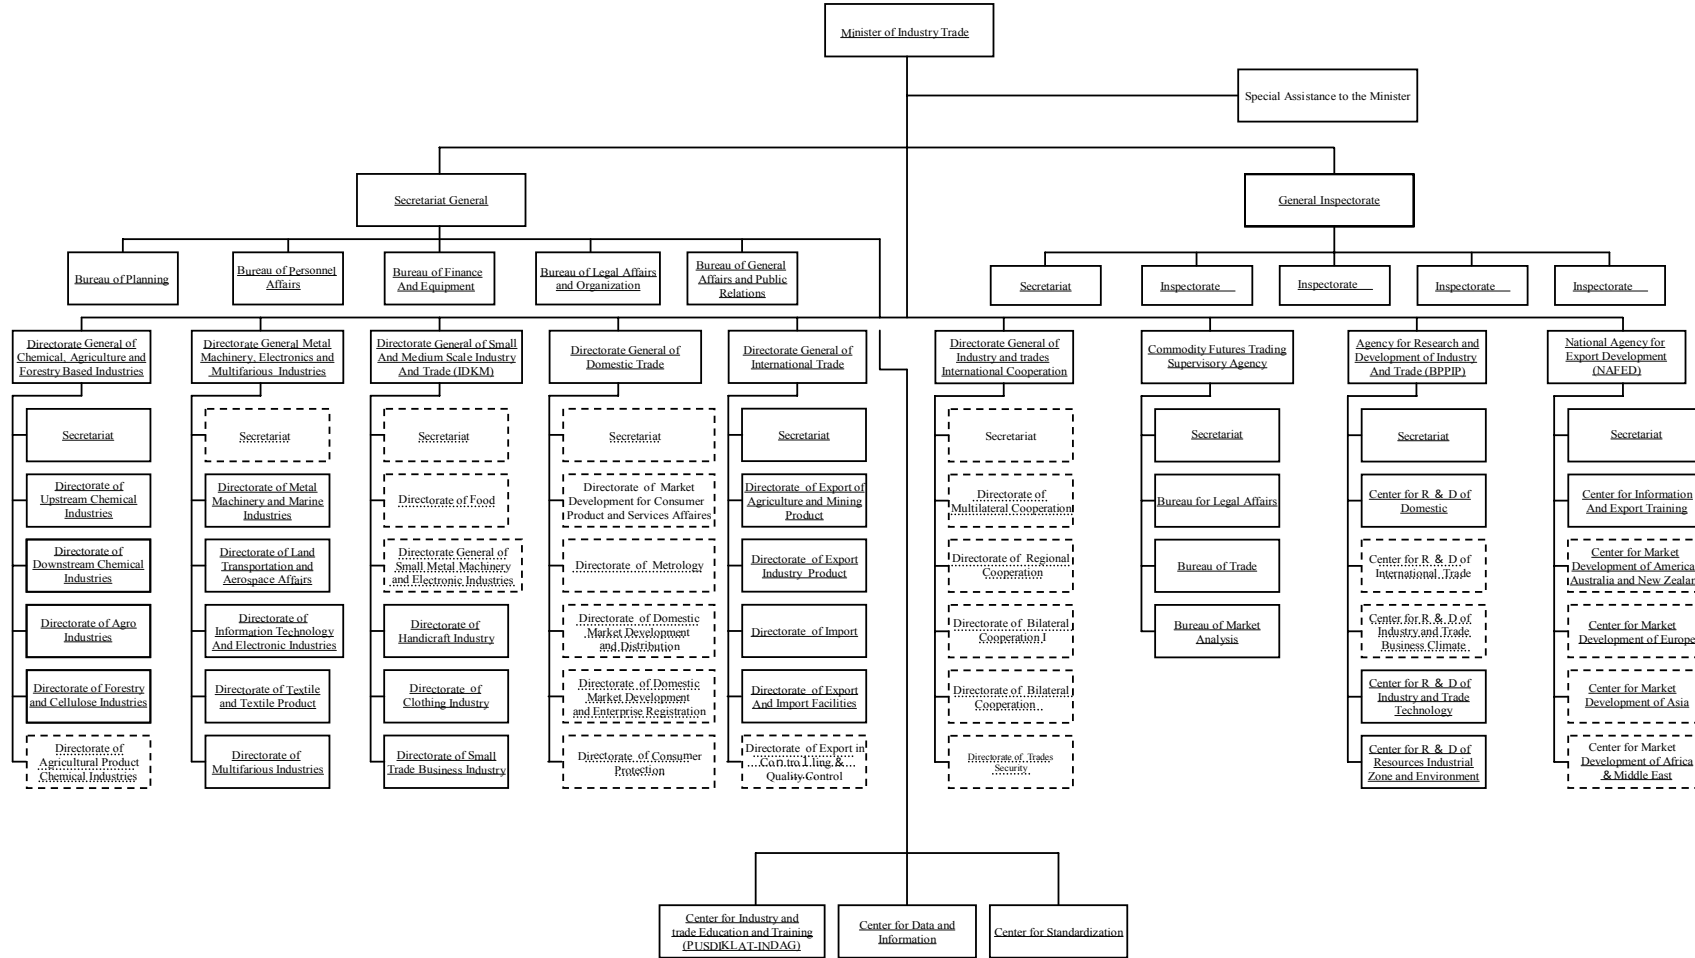 Minister of Industry Trade
Special Assistance to the Minister
Secretariat General
General Inspectorate
Bureau of Planning
Bureau of Personnel
Affairs
Bureau of Finance
And Equipment
Bureau of Legal Affairs
and Organization
Bureau of General
Affairs and Public
Relations
Secretariat
Inspectorate
Inspectorate
Inspectorate
Inspectorate
Directorate General of
Chemical, Agriculture and
Forestry Based Industries
Directorate General Metal
Machinery, Electronics and
Multifarious Industries
Directorate General of Small
And Medium Scale Industry
And Trade (IDKM)
Directorate General of
Domestic Trade
Directorate General of
International Trade
Directorate General of
Industry and trades
International Cooperation
Commodity Futures Trading
Supervisory Agency
Agency for Research and
Development of Industry
And Trade (BPPIP)
National Agency for
Export Development
(NAFED)
Secretariat
Directorate of
Upstream Chemical
Industries
Directorate of
Downstream Chemical
Industries
Directorate of Agro
Industries
Directorate of Forestry
and Cellulose Industries
Directorate of
Agricultural Product
Chemical Industries
Secretariat
Directorate of Metal
Machinery and Marine
Industries
Directorate of Land
Transportation and
Aerospace Affairs
Directorate of
Information Technology
And Electronic Industries
Directorate of Textile
and Textile Product
Directorate of
Multifarious Industries
Secretariat
Directorate of Food
Directorate General of
Small Metal Machinery
and Electronic Industries
Directorate of
Handicraft Industry
Directorate of
Clothing Industry
Directorate of Small
Trade Business Industry
Secretariat
Directorate of Market
Development for Consumer
Product and Services Affaires
Directorate of Metrology
Directorate of Domestic
Market Development
and Distribution
Directorate of Domestic
Market Development
and Enterprise Registration
Directorate of Consumer
Protection
Secretariat
Directorate of Export of
Agriculture and Mining
Product
Directorate of Export
Industry Product
Directorate of Import
Directorate of Export
And Import Facilities
Directorate of Export in
Contro Lling &
Quality Control
Secretariat
Directorate of
Multilateral Cooperation
Directorate of Regional
Cooperation
Directorate of Bilateral
Cooperation I
Directorate of Bilateral
Cooperation
Directorate of Trades
Security
Secretariat
Bureau for Legal Affairs
Bureau of Trade
Bureau of Market
Analysis
Secretariat
Center for R & D of
Domestic
Center for R & D of
International Trade
Center for R & D of
Industry and Trade
Business Climate
Center for R & D of
Industry and Trade
Technology
Center for R & D of
Resources Industrial
Zone and Environment
Secretariat
Center for Information
And Export Training
Center for Market
Development of America
Australia and New Zealan
Center for Market
Development of Europe
Center for Market
Development of Asia
Center for Market
Development of Africa
& Middle East
Center for Industry and
trade Education and Training
(PUSDIKLAT-INDAG)
Center for Data and
Information
Center for Standardization